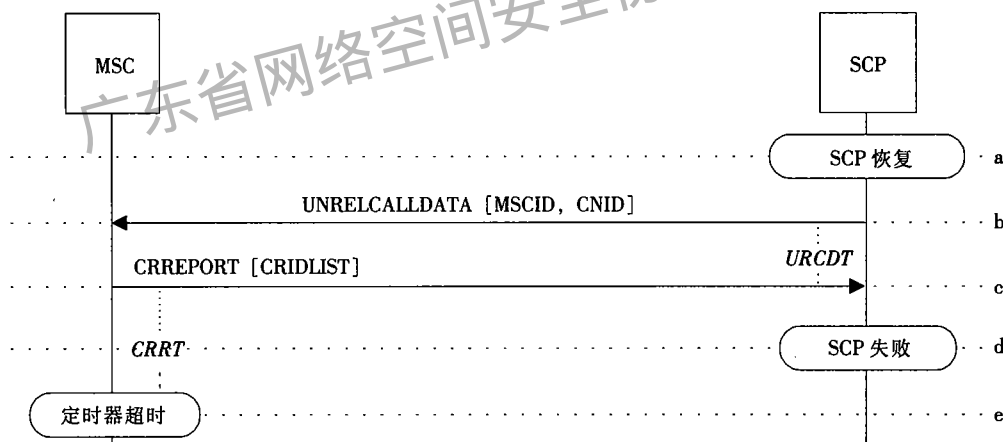 广东省网络空间安全
MSC
SCP
SCP 恢复
a
UNRELCALLDATA [MSCID, CNID]
b
URCDT
CRREPORT [CRIDLIST]
c
CRRT
SCP 失败
d
定时器超时
e